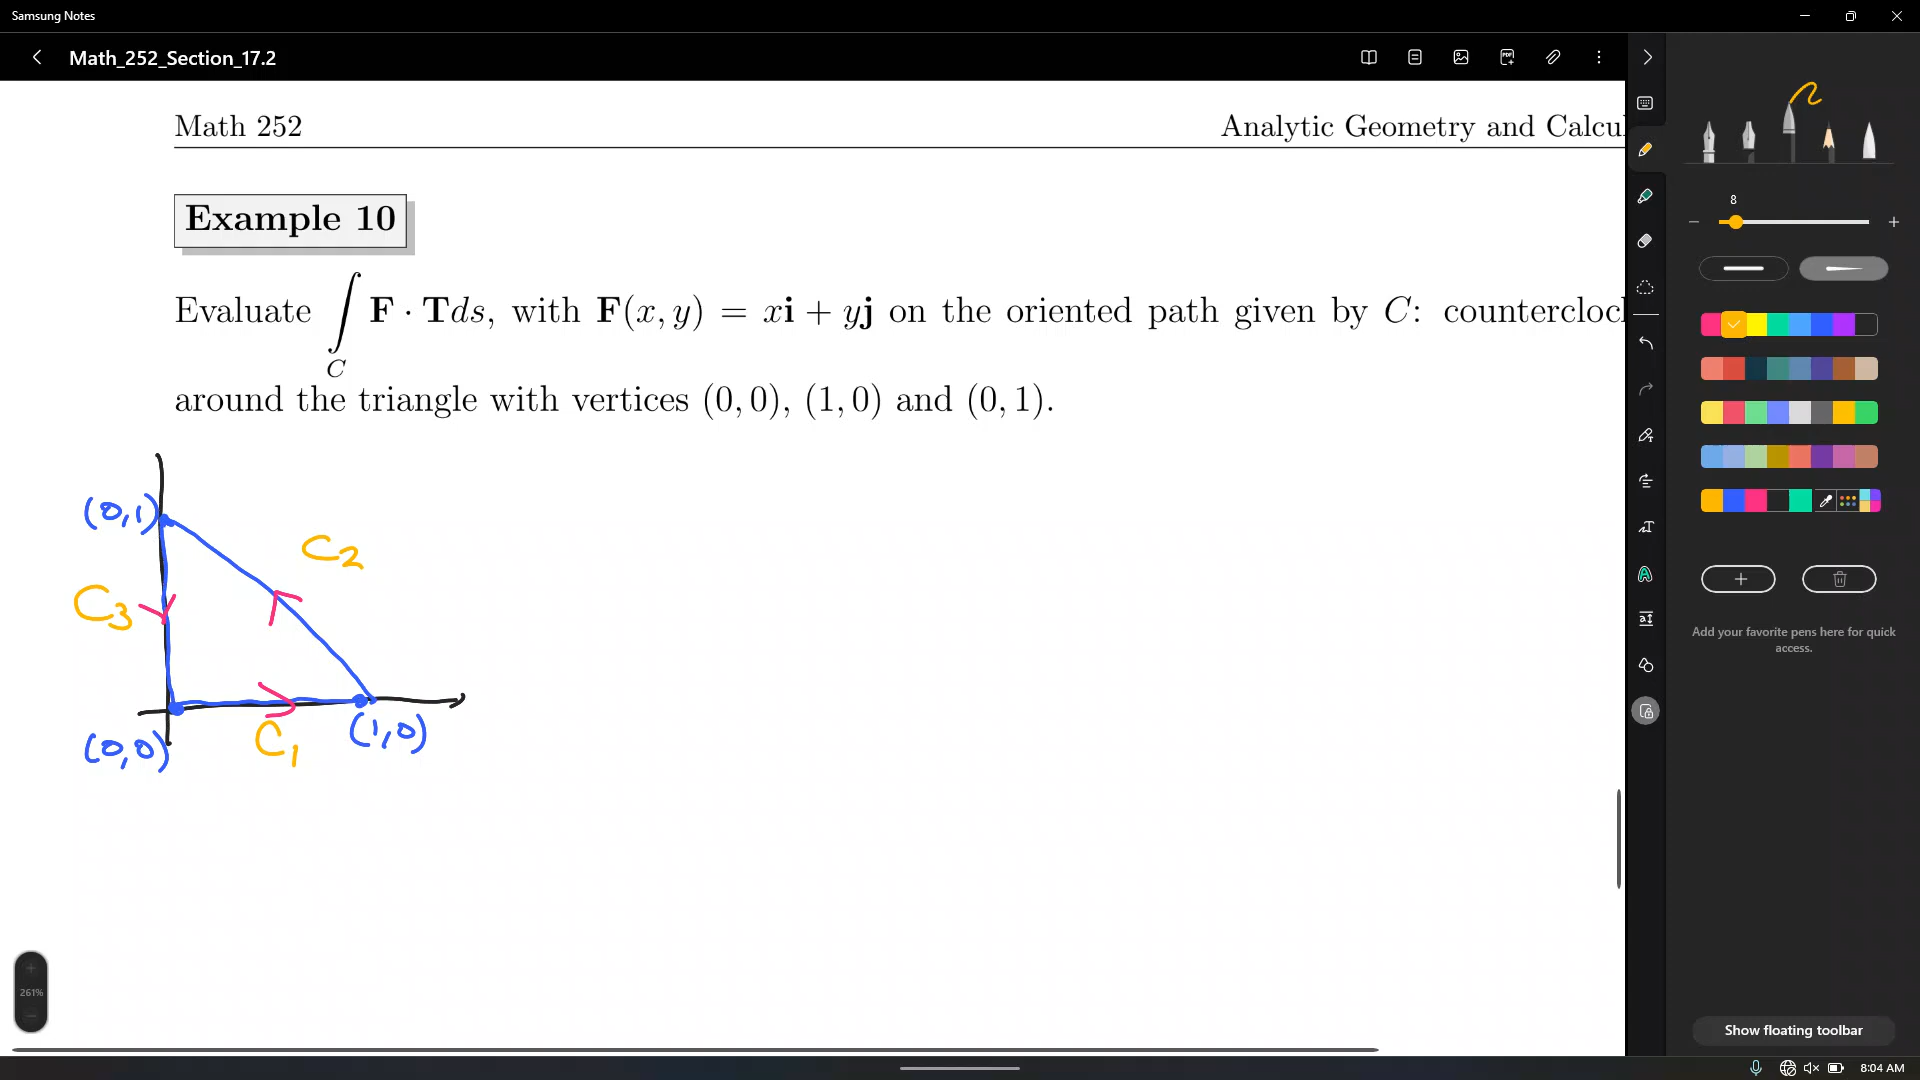 Samsung Notes
Math_252_Section_17.2
Math 252
Analytic Geometry and Calcul
Example 10
Evaluate ∫_C F · T ds, with F(x, y) = xi + yj on the oriented path given by C: counterclock
around the triangle with vertices (0, 0), (1, 0) and (0, 1).
(0,1)
C2
C3
(0,0)
C1
(1,0)
261%
8
Add your favorite pens here for quick
access.
Show floating toolbar
8:04 AM